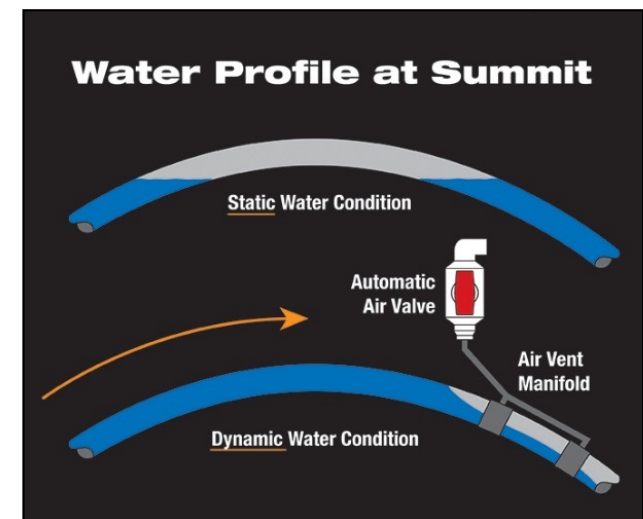 Water Profile at Summit
Static Water Condition
Automatic
Air Valve
Air Vent
Manifold
Dynamic Water Condition